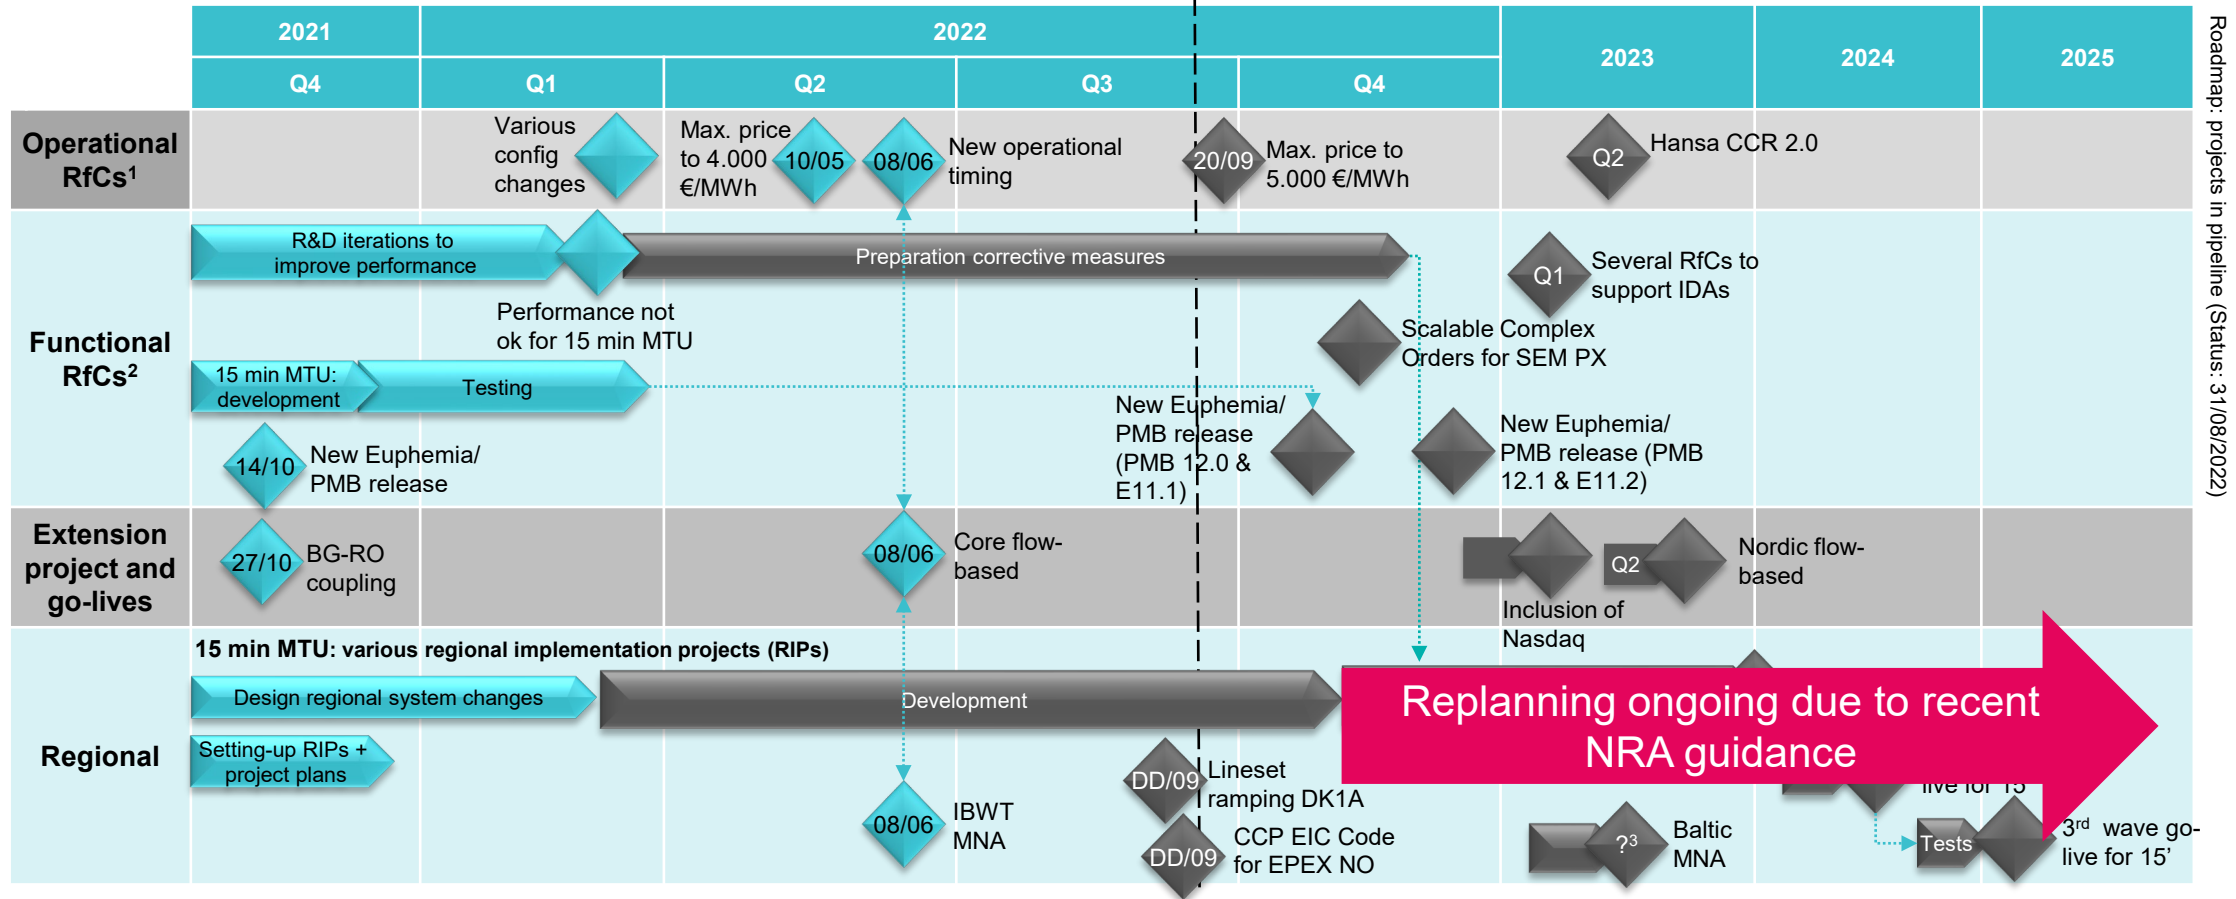 2021
2022
2023
2024
2025
Q4
Q1
Q2
Q3
Q4
Roadmap: projects in pipeline (Status: 31/08/2022)
Operational
RfCs¹
Various
config
changes
Max. price
to 4.000
€/MWh
10/05
08/06
New operational
timing
20/09
Max. price to
5.000 €/MWh
Q2
Hansa CCR 2.0
Functional
RfCs²
R&D iterations to
improve performance
Preparation corrective measures
Performance not
ok for 15 min MTU
Q1
Several RfCs to
support IDAs
Scalable Complex
Orders for SEM PX
15 min MTU:
development
Testing
New Euphemia/
PMB release
(PMB 12.0 &
E11.1)
New Euphemia/
PMB release (PMB
12.1 & E11.2)
14/10
New Euphemia/
PMB release
Extension
project and
go-lives
27/10
BG-RO
coupling
08/06
Core flow-
based
Inclusion of
Nasdaq
Q2
Nordic flow-
based
Regional
15 min MTU: various regional implementation projects (RIPs)
Design regional system changes
Development
Replanning ongoing due to recent
NRA guidance
Setting-up RIPs +
project plans
DD/09
Lineset
ramping DK1A
live for 15'
08/06
IBWT
MNA
DD/09
CCP EIC Code
for EPEX NO
?³
Baltic
MNA
Tests
3rd wave go-
live for 15’